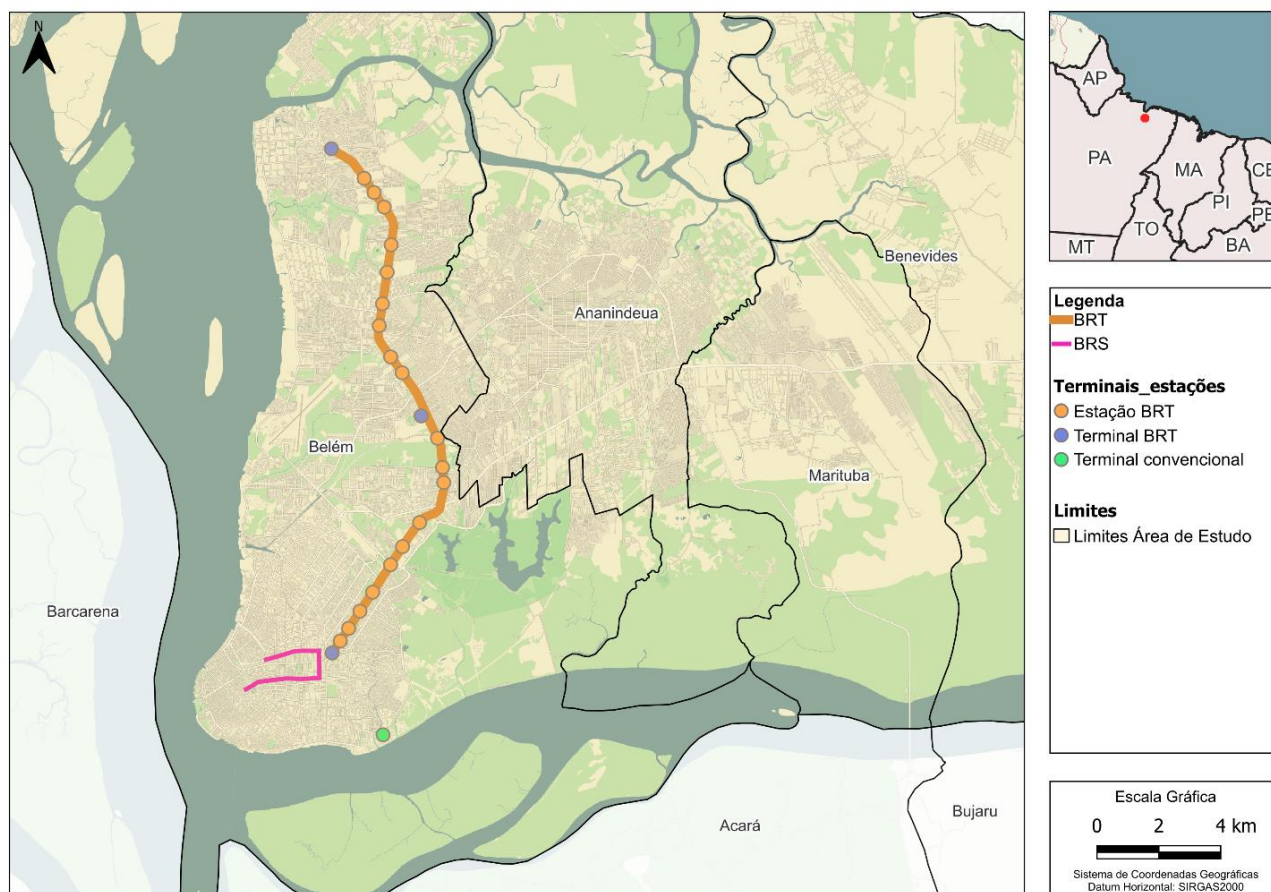 N
Benevides
Ananindeua
Belém
Marituba
Barcarena
Acará
Bujaru
AP
PA
MA
CE
PI
PE
TO
MT
BA
Legenda
BRT
BRS
Terminais_estações
Estação BRT
Terminal BRT
Terminal convencional
Limites
Limites Área de Estudo
Escala Gráfica
0 2 4 km
Sistema de Coordenadas Geográficas
Datum Horizontal: SIRGAS2000